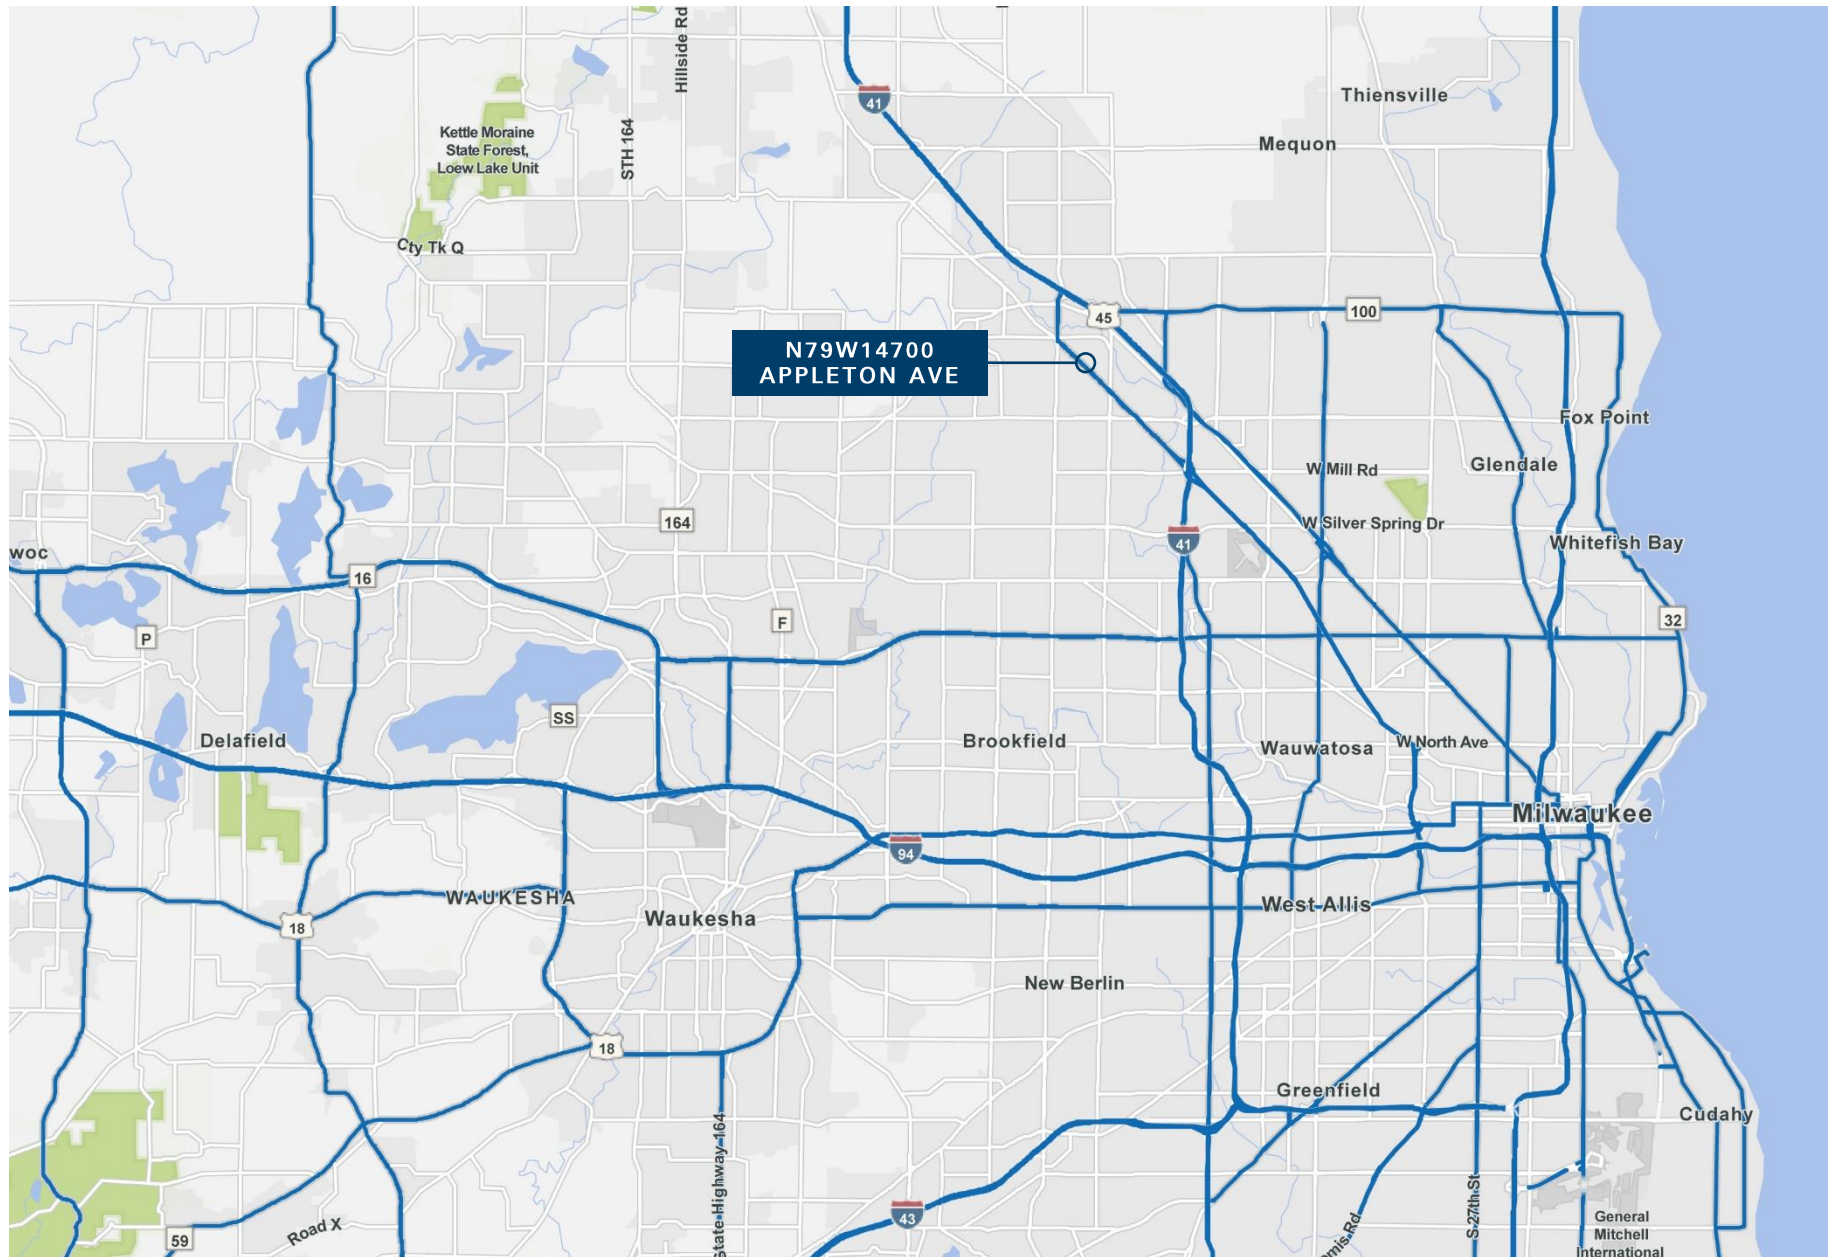 Hillside Rd
41
Thiensville
Kettle Moraine
State Forest,
Loew Lake Unit
STH 164
Mequon
Cty Tk Q
45
100
N79W14700
APPLETON AVE
Fox Point
W Mill Rd
Glendale
164
W Silver Spring Dr
41
Whitefish Bay
woc
16
P
F
32
SS
Delafield
Brookfield
Wauwatosa
W North Ave
Milwaukee
94
WAUKESHA
Waukesha
West Allis
18
New Berlin
18
Greenfield
Cudahy
State Highway 164
S 27th St
43
59
Road X
emis Rd
General
Mitchell
International